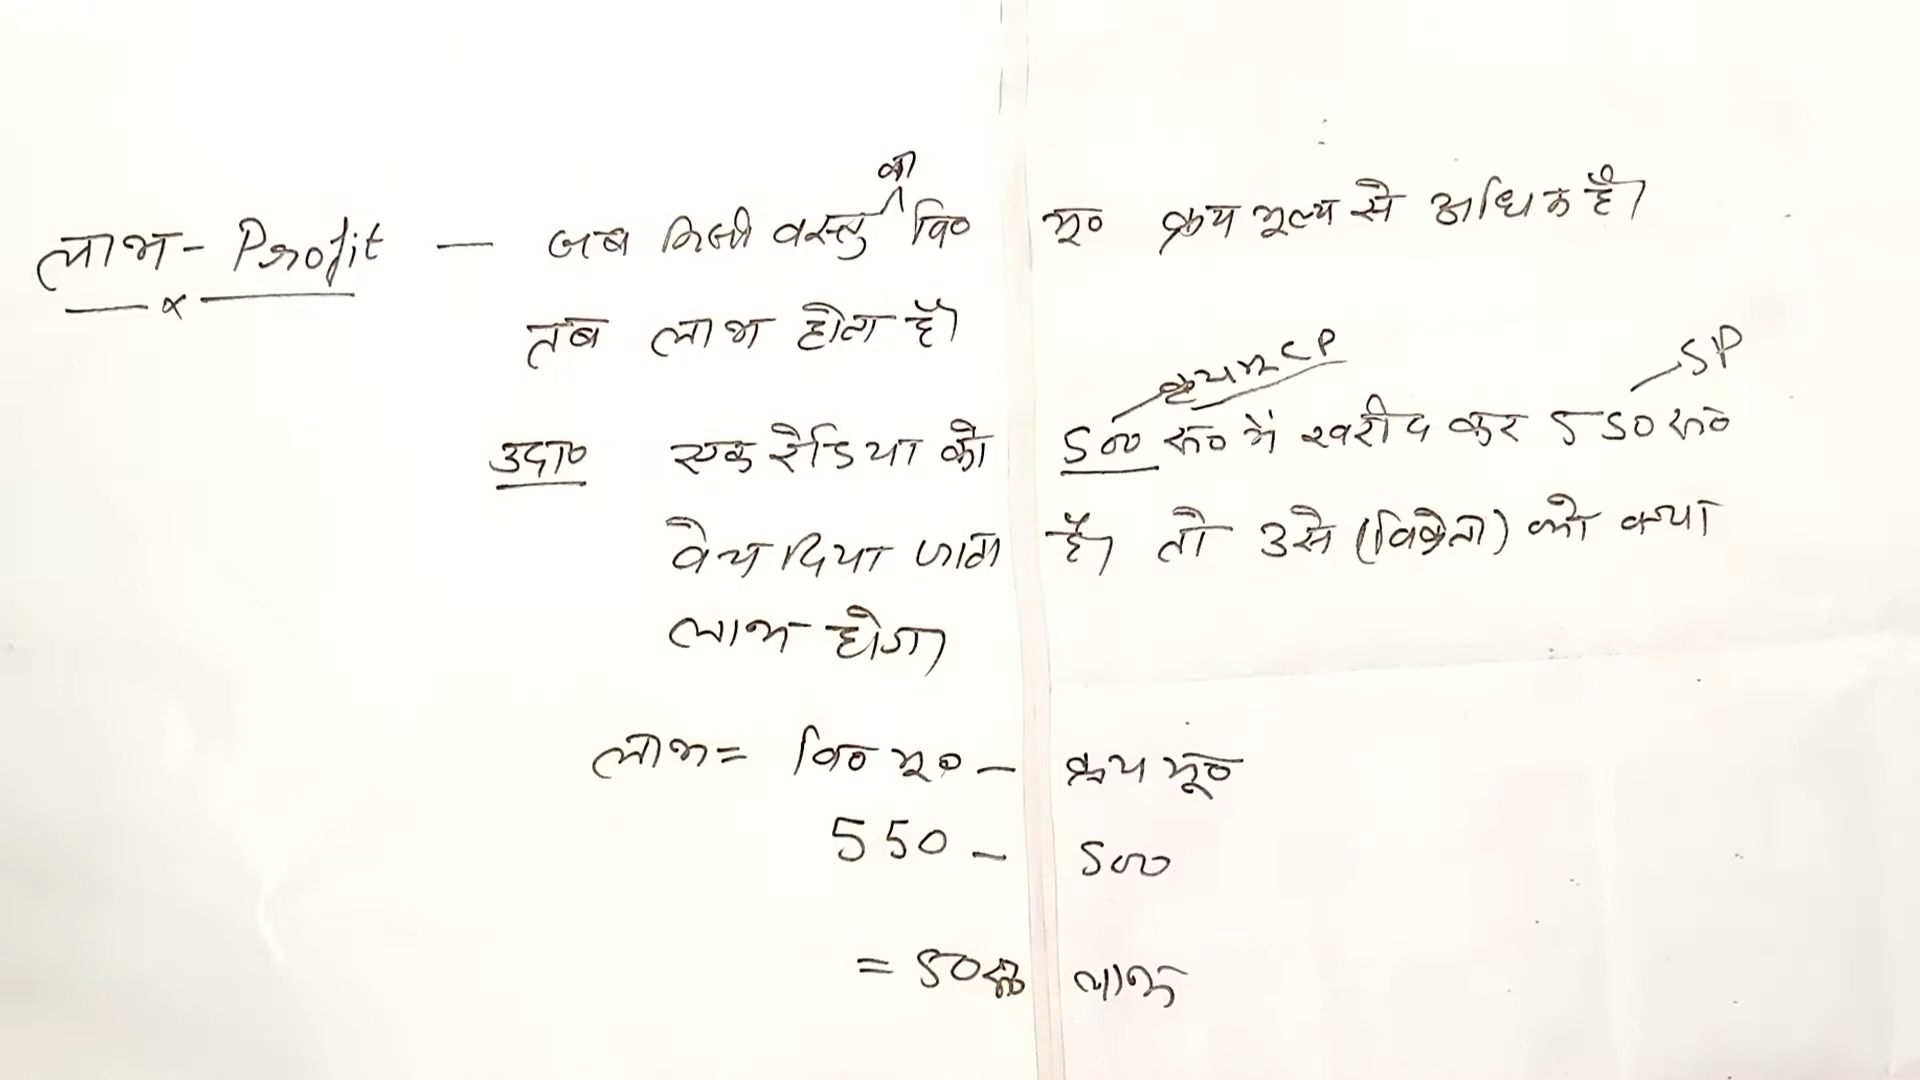 लाभ - Profit — जब किसी वस्तु का वि० मू० क्रय मूल्य से अधिक है।
तब लाभ होता है।
क्रय मू CP SP
उदा० एक रेडिया को 500 रू० में खरीद कर 550 रू०
बेच दिया जाता है। तो उसे (विक्रेता) को क्या
लाभ होगा
लाभ = वि० मू० – क्रय मू०
550 – 500
= 50 रू लाभ